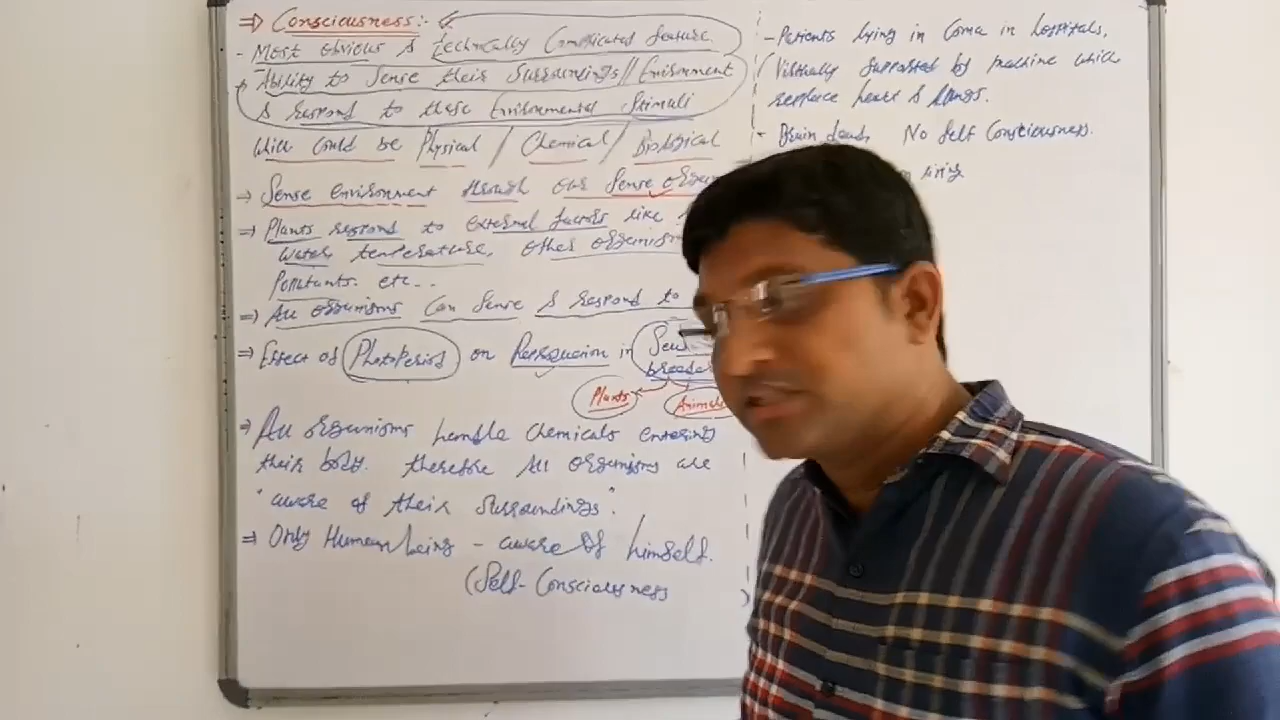 ⇒ Consciousness:-
- Most obvious & technically Complicated feature
→ Ability to Sense their Surroundings // Environment
& respond to these Environmental Stimuli
Which Could be Physical / Chemical / Biological
⇒ Sense environment through our Sense
⇒ Plants respond to external factors like
Water, temperature, other
Pollutants. etc...
⇒ All organisms Can Sense & respond to
⇒ Effect of PhotoPeriod on Reproduction in
Plants Animals
⇒ All organisms handle Chemicals entering
their body. therefore All organisms are
"aware of their Surroundings".
⇒ Only Human being - aware of himself.
(Self-Consciousness
- Patients lying in Coma in hospitals,
Virtually supported by machine which
replace heart & lungs.
- Brain dead, No Self Consciousness.
living